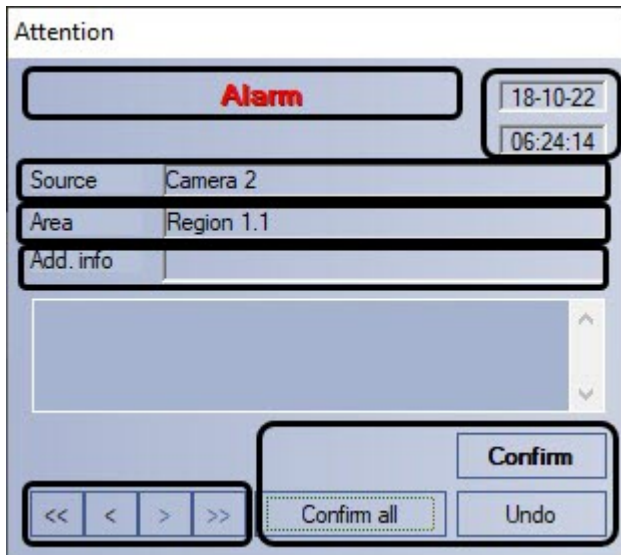 Attention
Alarm 18-10-22
06:24:14
Source Camera 2
Area Region 1.1
Add. info
Confirm
<< < > >> Confirm all Undo